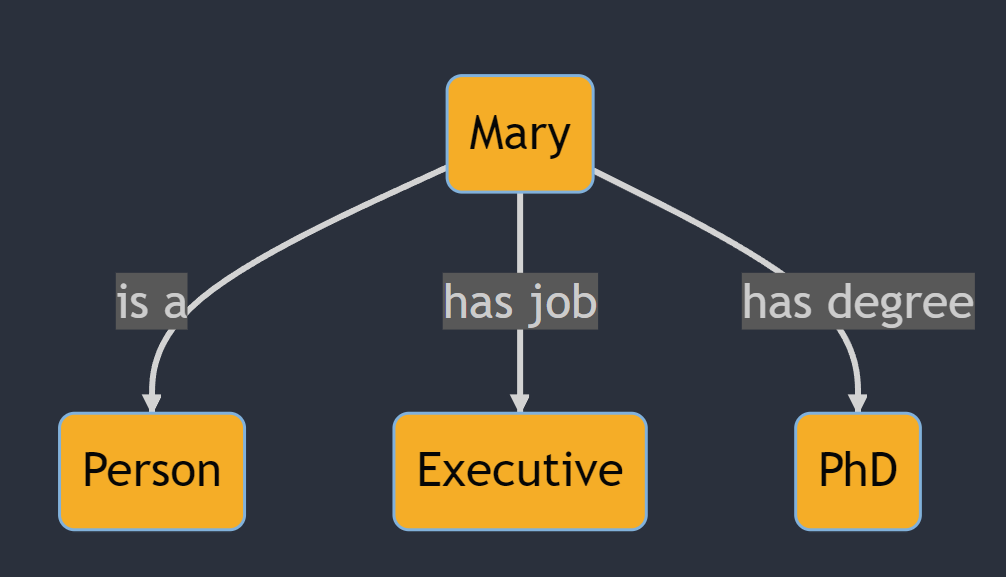 Mary
is a
has job
has degree
Person
Executive
PhD